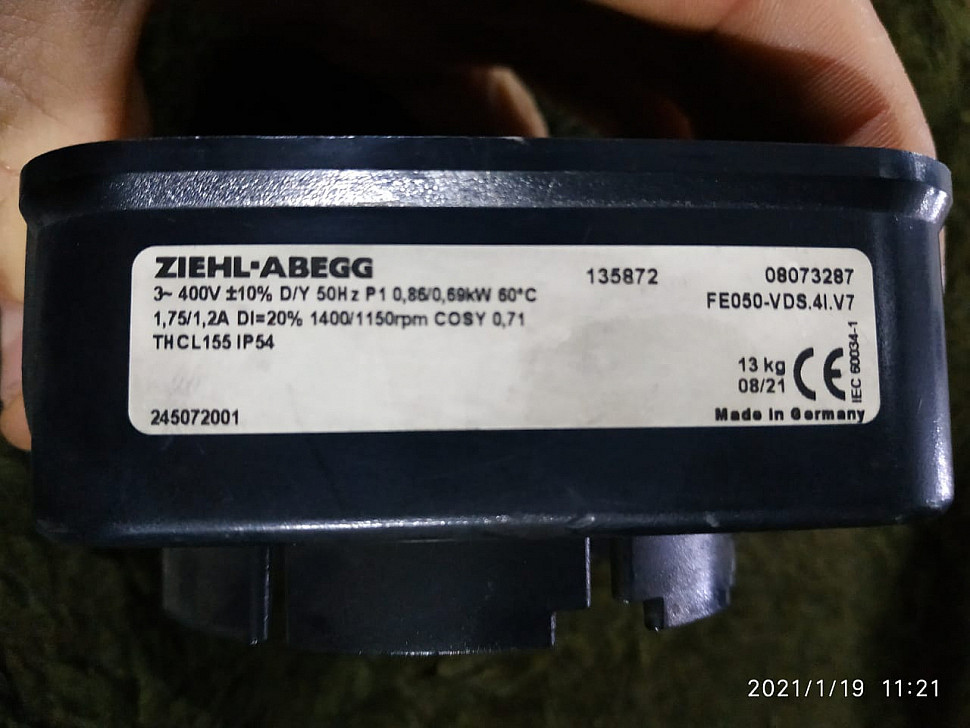 ZIEHL-ABEGG
135872
08073287
3~ 400V ±10% D/Y 50Hz P1 0,86/0,69kW 60°C
FE050-VDS.4I.V7
1,75/1,2A DI=20% 1400/1150rpm COSY 0,71
THCL155 IP54
13 kg
08/21
CE
IEC 60034-1
245072001
Made in Germany
2021/1/19 11:21